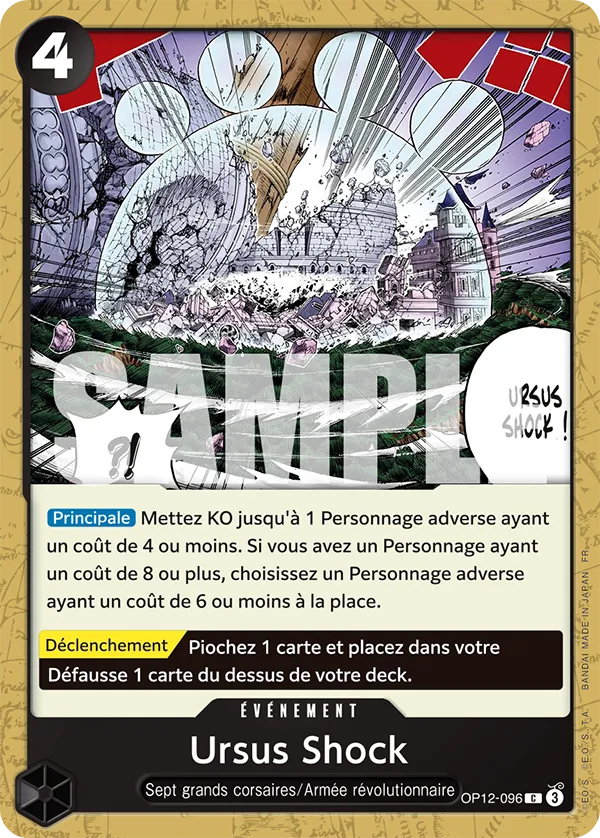 4
SAMPL
URSUS
SHOCK !
?!
Principale Mettez KO jusqu'à 1 Personnage adverse ayant
un coût de 4 ou moins. Si vous avez un Personnage ayant
un coût de 8 ou plus, choisissez un Personnage adverse
ayant un coût de 6 ou moins à la place.
Déclenchement Piochez 1 carte et placez dans votre
Défausse 1 carte du dessus de votre deck.
ÉVÉNEMENT
Ursus Shock
Sept grands corsaires/Armée révolutionnaire
OP12-096 C 3
©E.O./S. ©E.O./S.,T.A. BANDAI MADE IN JAPAN FR